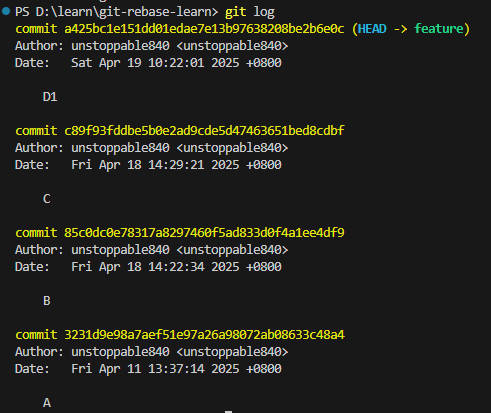 PS D:\learn\git-rebase-learn> git log
commit a425bc1e151dd01edae7e13b97638208be2b6e0c (HEAD -> feature)
Author: unstoppable840 <unstoppable840>
Date:   Sat Apr 19 10:22:01 2025 +0800
D1
commit c89f93fddbe5b0e2ad9cde5d47463651bed8cdbf
Author: unstoppable840 <unstoppable840>
Date:   Fri Apr 18 14:29:21 2025 +0800
C
commit 85c0dc0e78317a8297460f5ad833d0f4a1ee4df9
Author: unstoppable840 <unstoppable840>
Date:   Fri Apr 18 14:22:34 2025 +0800
B
commit 3231d9e98a7aef51e97a26a98072ab08633c48a4
Author: unstoppable840 <unstoppable840>
Date:   Fri Apr 11 13:37:14 2025 +0800
A